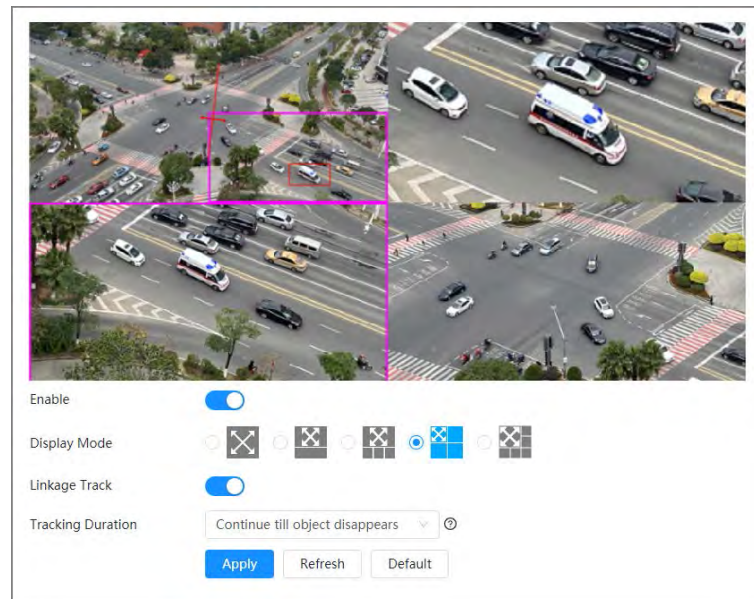 Enable
Display Mode
Linkage Track
Tracking Duration
Continue till object disappears
Apply
Refresh
Default